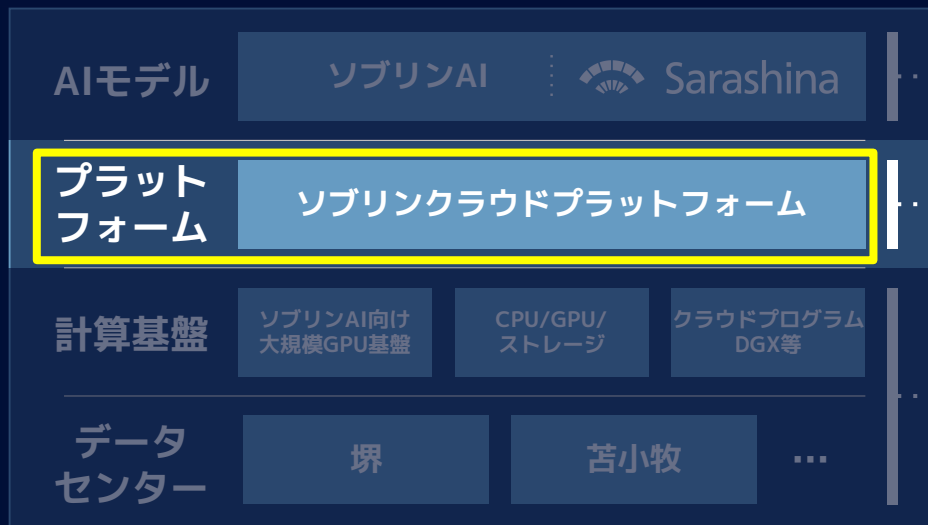 AIモデル
ソブリンAI
Sarashina
プラット
フォーム
ソブリンクラウドプラットフォーム
計算基盤
ソブリンAI向け
大規模GPU基盤
CPU/GPU/
ストレージ
クラウドプログラム
DGX等
データ
センター
堺
苫小牧
…